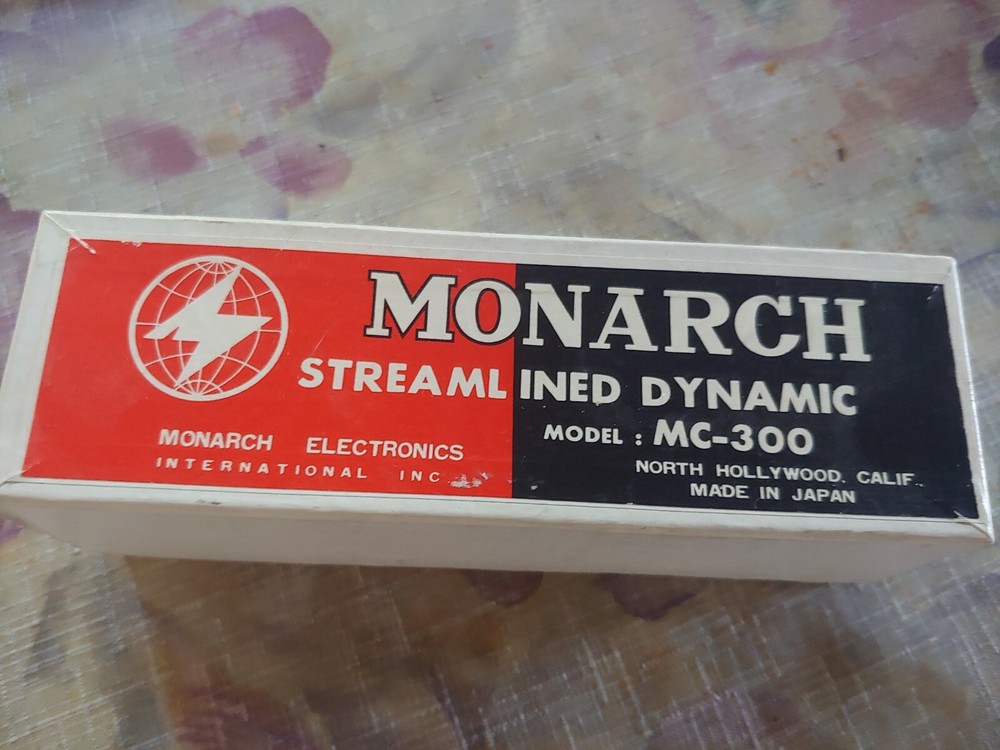 MONARCH
STREAMLINED DYNAMIC
MODEL : MC-300
MONARCH ELECTRONICS
INTERNATIONAL INC.
NORTH HOLLYWOOD. CALIF..
MADE IN JAPAN